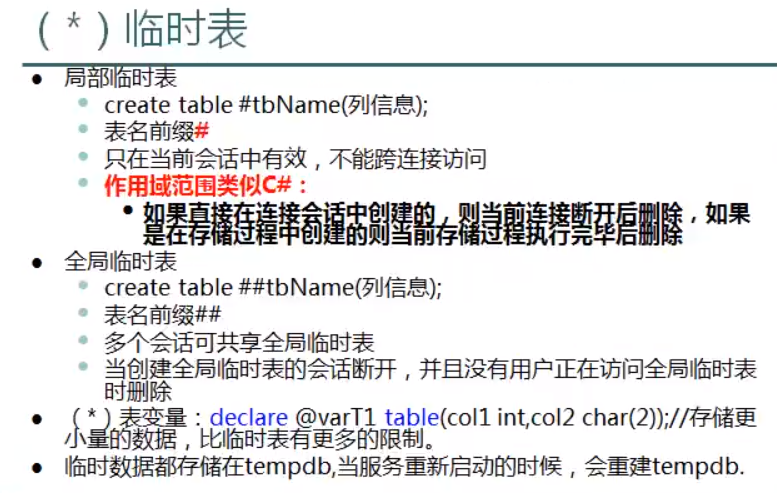 （*）临时表
● 局部临时表
● create table #tbName(列信息);
● 表名前缀#
● 只在当前会话中有效，不能跨连接访问
● 作用域范围类似C#：
• 如果直接在连接会话中创建的，则当前连接断开后删除，如果
是在存储过程中创建的则当前存储过程执行完毕后删除
● 全局临时表
● create table ##tbName(列信息);
● 表名前缀##
● 多个会话可共享全局临时表
● 当创建全局临时表的会话断开，并且没有用户正在访问全局临时表
时删除
● （*）表变量：declare @varT1 table(col1 int,col2 char(2));//存储更
小量的数据，比临时表有更多的限制。
● 临时数据都存储在tempdb,当服务重新启动的时候，会重建tempdb.